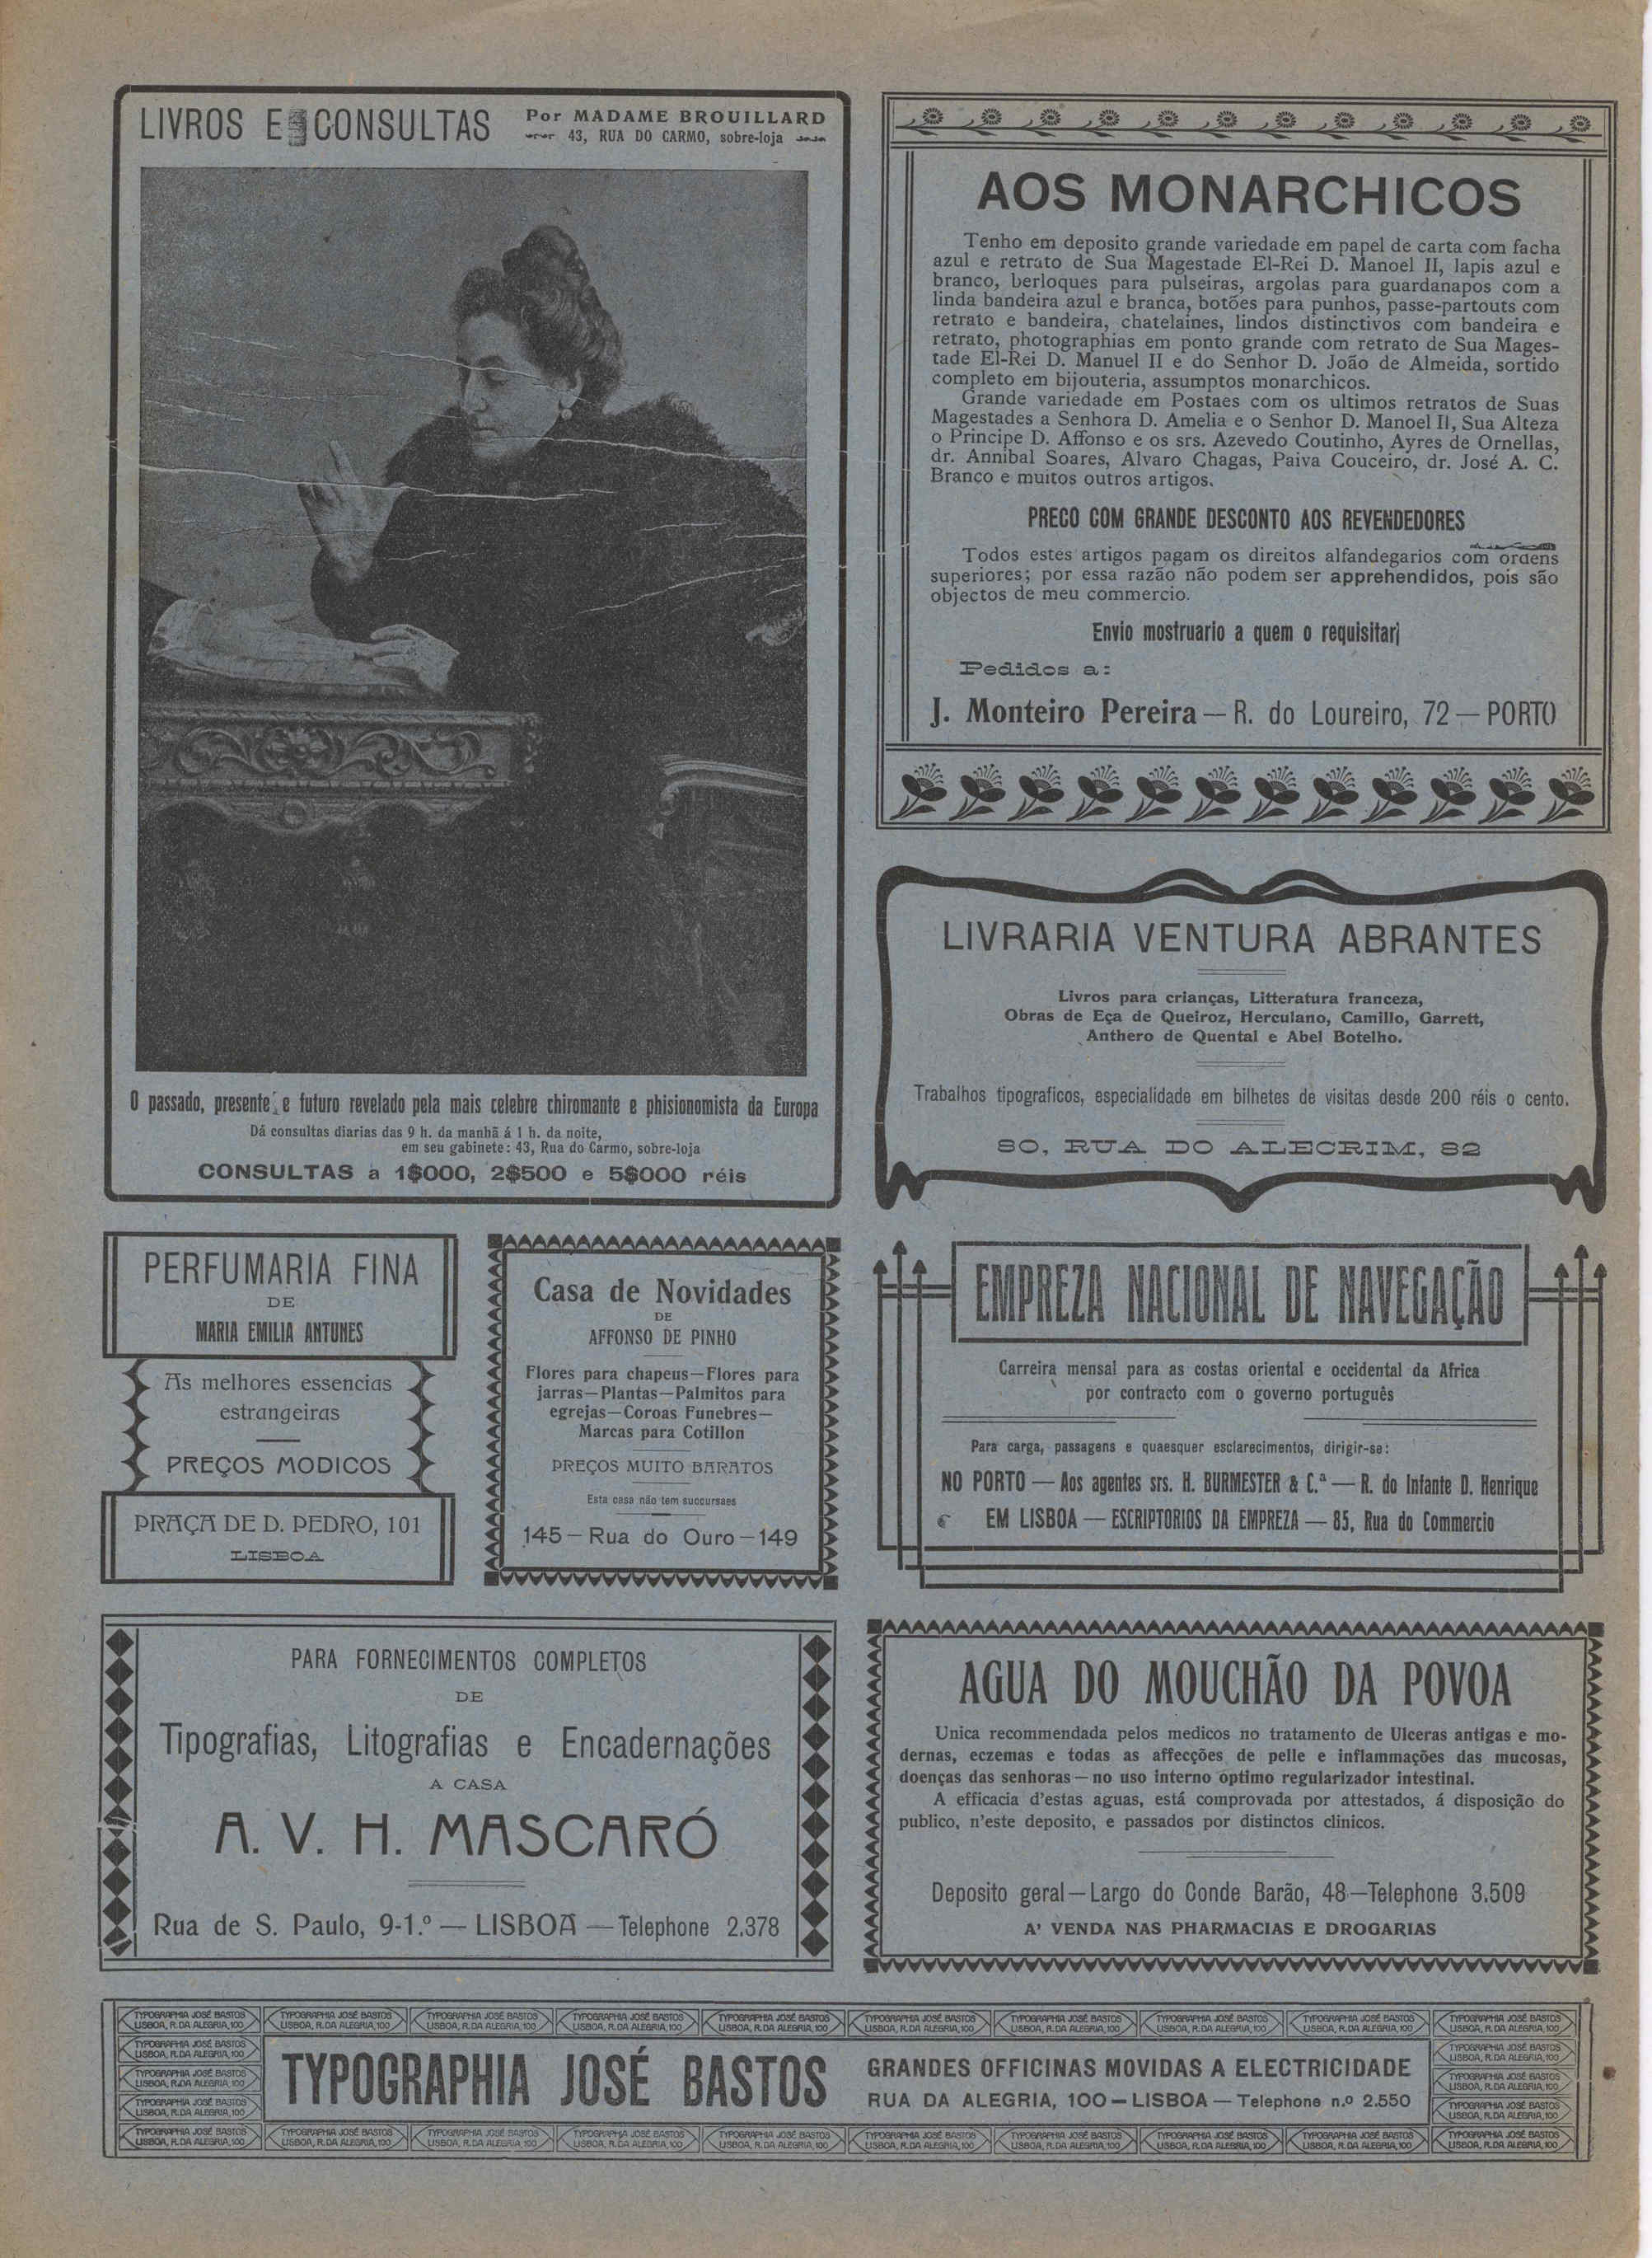 LIVROS E CONSULTAS
Por MADAME BROUILLARD
43, RUA DO CARMO, sobre-loja
O passado, presente e futuro revelado pela mais celebre chiromante e phisionomista da Europa
Dá consultas diarias das 9 h. da manhã á 1 h. da noite,
em seu gabinete: 43, Rua do Carmo, sobre-loja
CONSULTAS a 1$000, 2$500 e 5$000 réis
AOS MONARCHICOS
Tenho em deposito grande variedade em papel de carta com facha
azul e retrato de Sua Magestade El-Rei D. Manoel II, lapis azul e
branco, berloques para pulseiras, argolas para guardanapos com a
linda bandeira azul e branca, botões para punhos, passe-partouts com
retrato e bandeira, chatelaines, lindos distinctivos com bandeira e
retrato, photographias em ponto grande com retrato de Sua Mages-
tade El-Rei D. Manuel II e do Senhor D. João de Almeida, sortido
completo em bijouteria, assumptos monarchicos.
Grande variedade em Postaes com os ultimos retratos de Suas
Magestades a Senhora D. Amelia e o Senhor D. Manoel II, Sua Alteza
o Principe D. Affonso e os srs. Azevedo Coutinho, Ayres de Ornellas,
dr. Annibal Soares, Alvaro Chagas, Paiva Couceiro, dr. José A. C.
Branco e muitos outros artigos.
PRECO COM GRANDE DESCONTO AOS REVENDEDORES
Todos estes artigos pagam os direitos alfandegarios com ordens
superiores; por essa razão não podem ser apprehendidos, pois são
objectos de meu commercio.
Envio mostruario a quem o requisitar
Pedidos a:
J. Monteiro Pereira — R. do Loureiro, 72 — PORTO
LIVRARIA VENTURA ABRANTES
Livros para crianças, Litteratura franceza,
Obras de Eça de Queiroz, Herculano, Camillo, Garrett,
Anthero de Quental e Abel Botelho.
Trabalhos tipograficos, especialidade em bilhetes de visitas desde 200 réis o cento.
80, RUA DO ALECRIM, 82
PERFUMARIA FINA
DE
MARIA EMILIA ANTUNES
As melhores essencias
estrangeiras
PREÇOS MODICOS
PRAÇA DE D. PEDRO, 101
LISBOA
Casa de Novidades
DE
AFFONSO DE PINHO
Flores para chapeus—Flores para
jarras—Plantas—Palmitos para
egrejas—Coroas Funebres—
Marcas para Cotillon
PREÇOS MUITO BARATOS
Esta casa não tem succursaes
145 — Rua do Ouro — 149
EMPREZA NACIONAL DE NAVEGAÇÃO
Carreira mensal para as costas oriental e occidental da Africa
por contracto com o governo português
Para carga, passagens e quaesquer esclarecimentos, dirigir-se:
NO PORTO — Aos agentes srs. H. BURMESTER & C.ª — R. do Infante D. Henrique
EM LISBOA — ESCRIPTORIOS DA EMPREZA — 85, Rua do Commercio
PARA FORNECIMENTOS COMPLETOS
DE
Tipografias, Litografias e Encadernações
A CASA
A. V. H. MASCARÓ
Rua de S. Paulo, 9-1.º — LISBOA — Telephone 2.378
AGUA DO MOUCHÃO DA POVOA
Unica recommendada pelos medicos no tratamento de Ulceras antigas e mo-
dernas, eczemas e todas as affecções de pelle e inflammações das mucosas,
doenças das senhoras — no uso interno optimo regularizador intestinal.
A efficacia d'estas aguas, está comprovada por attestados, á disposição do
publico, n'este deposito, e passados por distinctos clinicos.
Deposito geral — Largo do Conde Barão, 48 — Telephone 3.509
A' VENDA NAS PHARMACIAS E DROGARIAS
TYPOGRAPHIA JOSÉ BASTOS
LISBOA, R. DA ALEGRIA, 100
TYPOGRAPHIA JOSÉ BASTOS
GRANDES OFFICINAS MOVIDAS A ELECTRICIDADE
RUA DA ALEGRIA, 100 — LISBOA — Telephone n.º 2.550